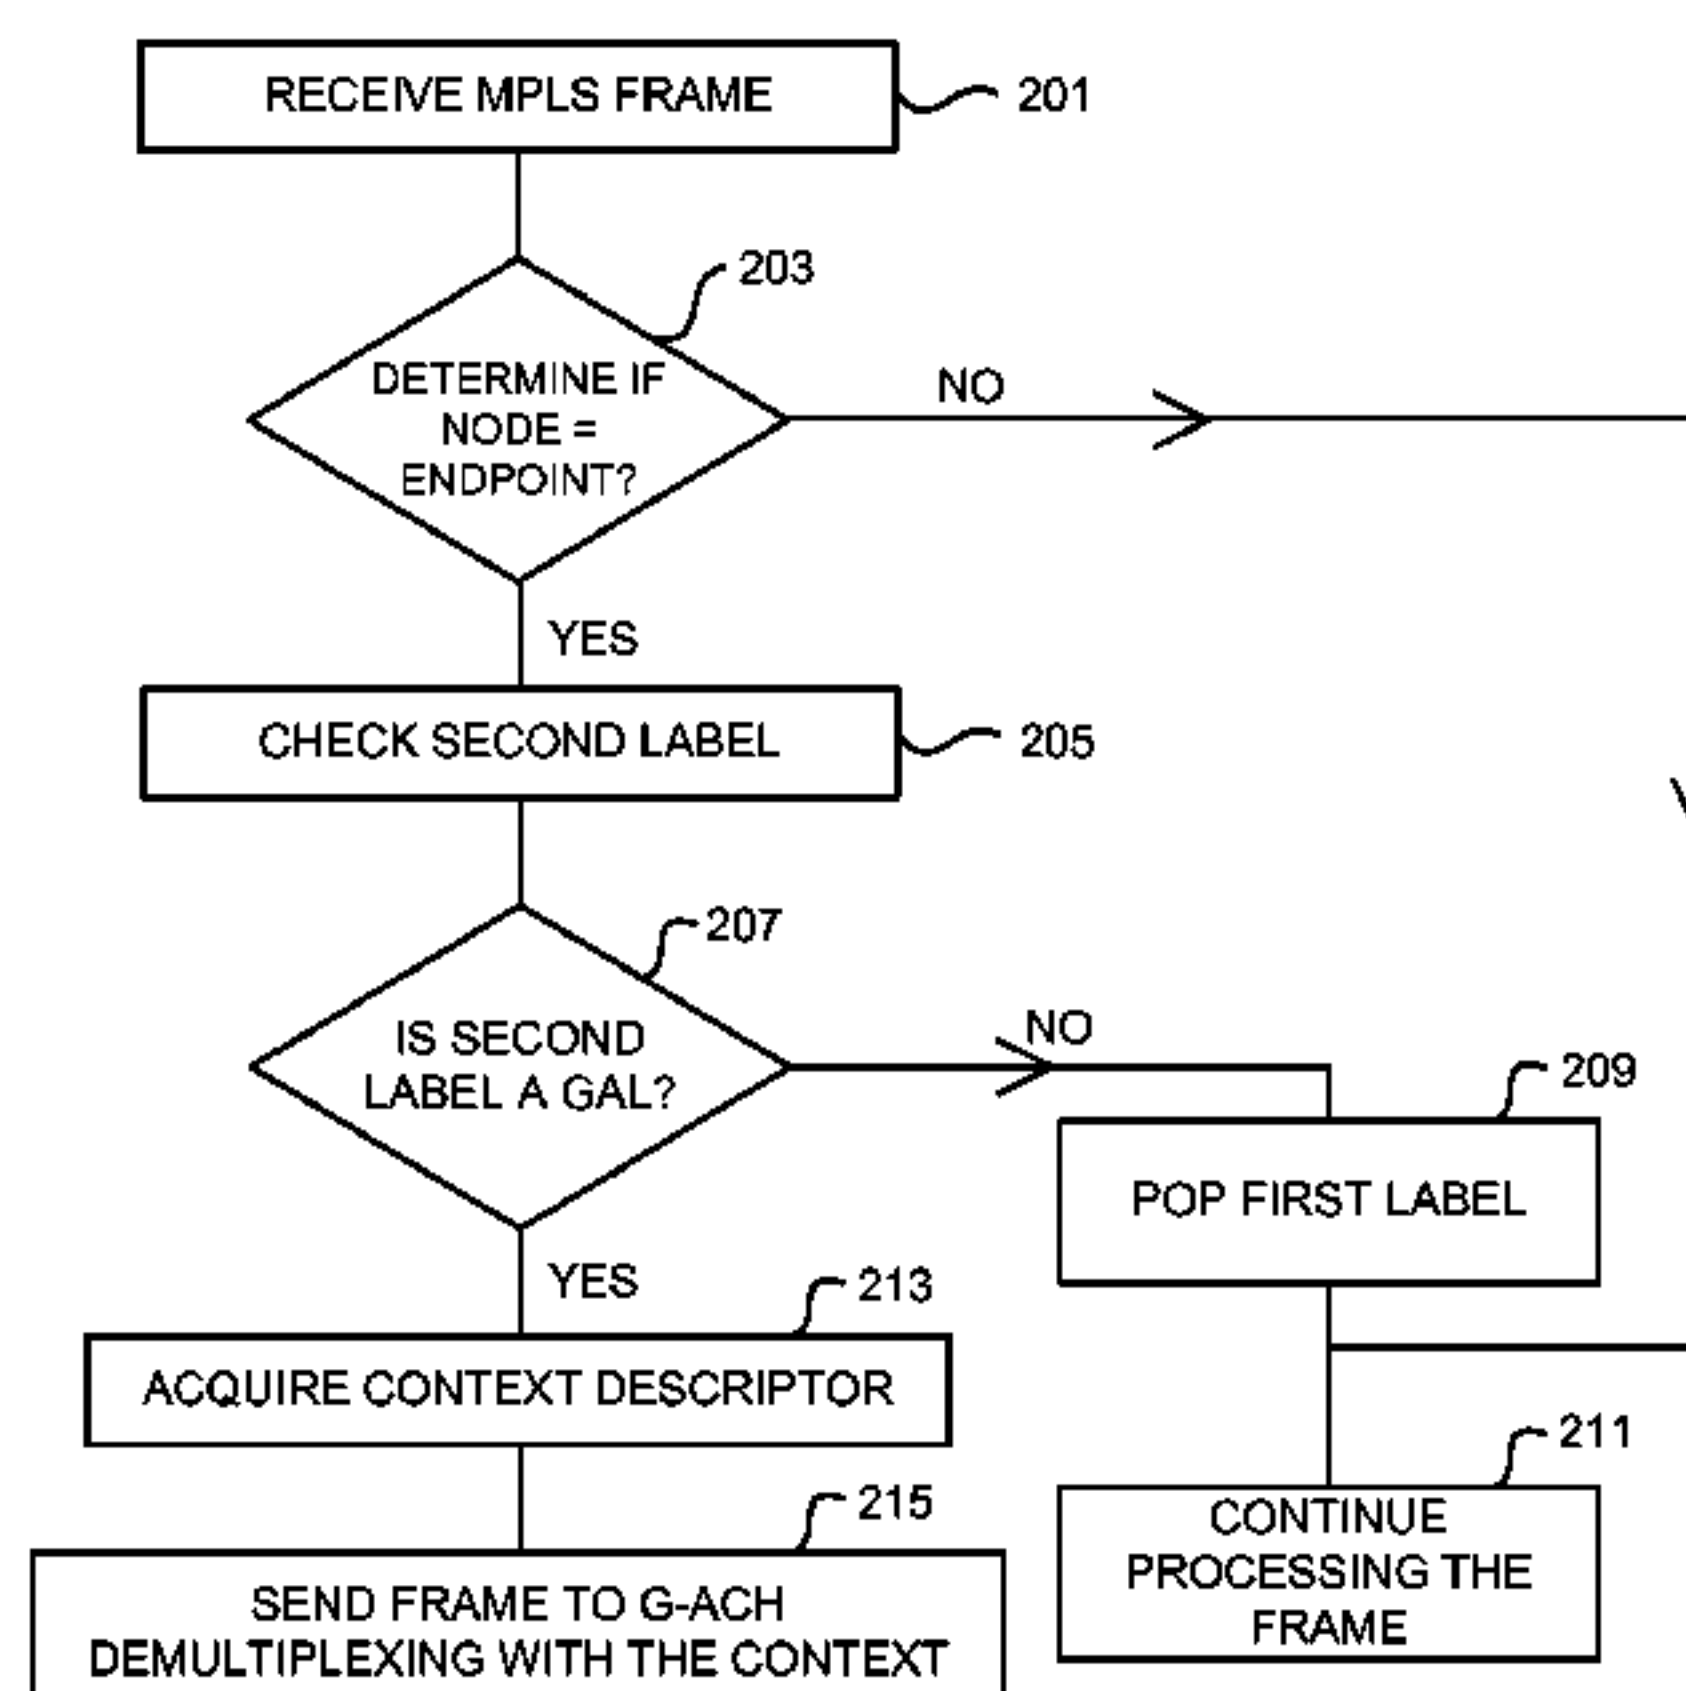 RECEIVE MPLS FRAME
201
203
DETERMINE IF
NODE =
ENDPOINT?
NO
YES
CHECK SECOND LABEL
205
207
IS SECOND
LABEL A GAL?
NO
209
POP FIRST LABEL
YES
213
ACQUIRE CONTEXT DESCRIPTOR
211
CONTINUE
PROCESSING THE
FRAME
215
SEND FRAME TO G-ACH
DEMULTIPLEXING WITH THE CONTEXT